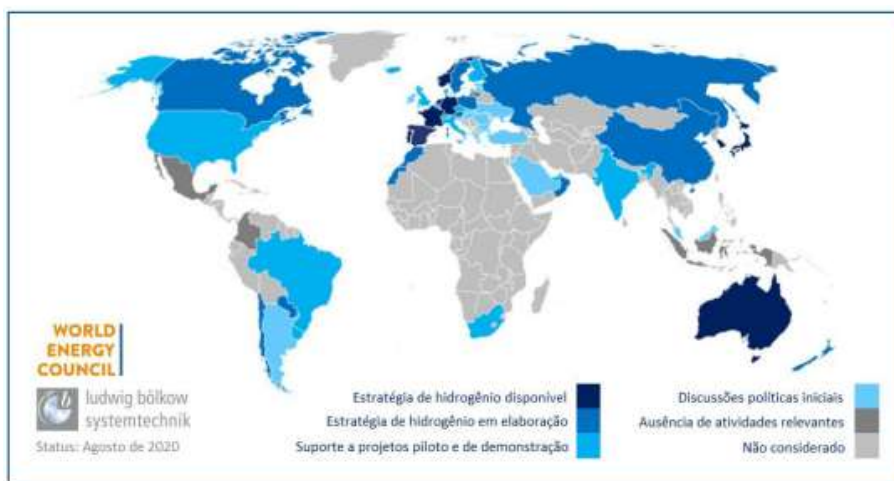 WORLD
ENERGY
COUNCIL
ludwig bölkow
systemtechnik
Status: Agosto de 2020
Estratégia de hidrogênio disponível
Estratégia de hidrogênio em elaboração
Suporte a projetos piloto e de demonstração
Discussões políticas iniciais
Ausência de atividades relevantes
Não considerado